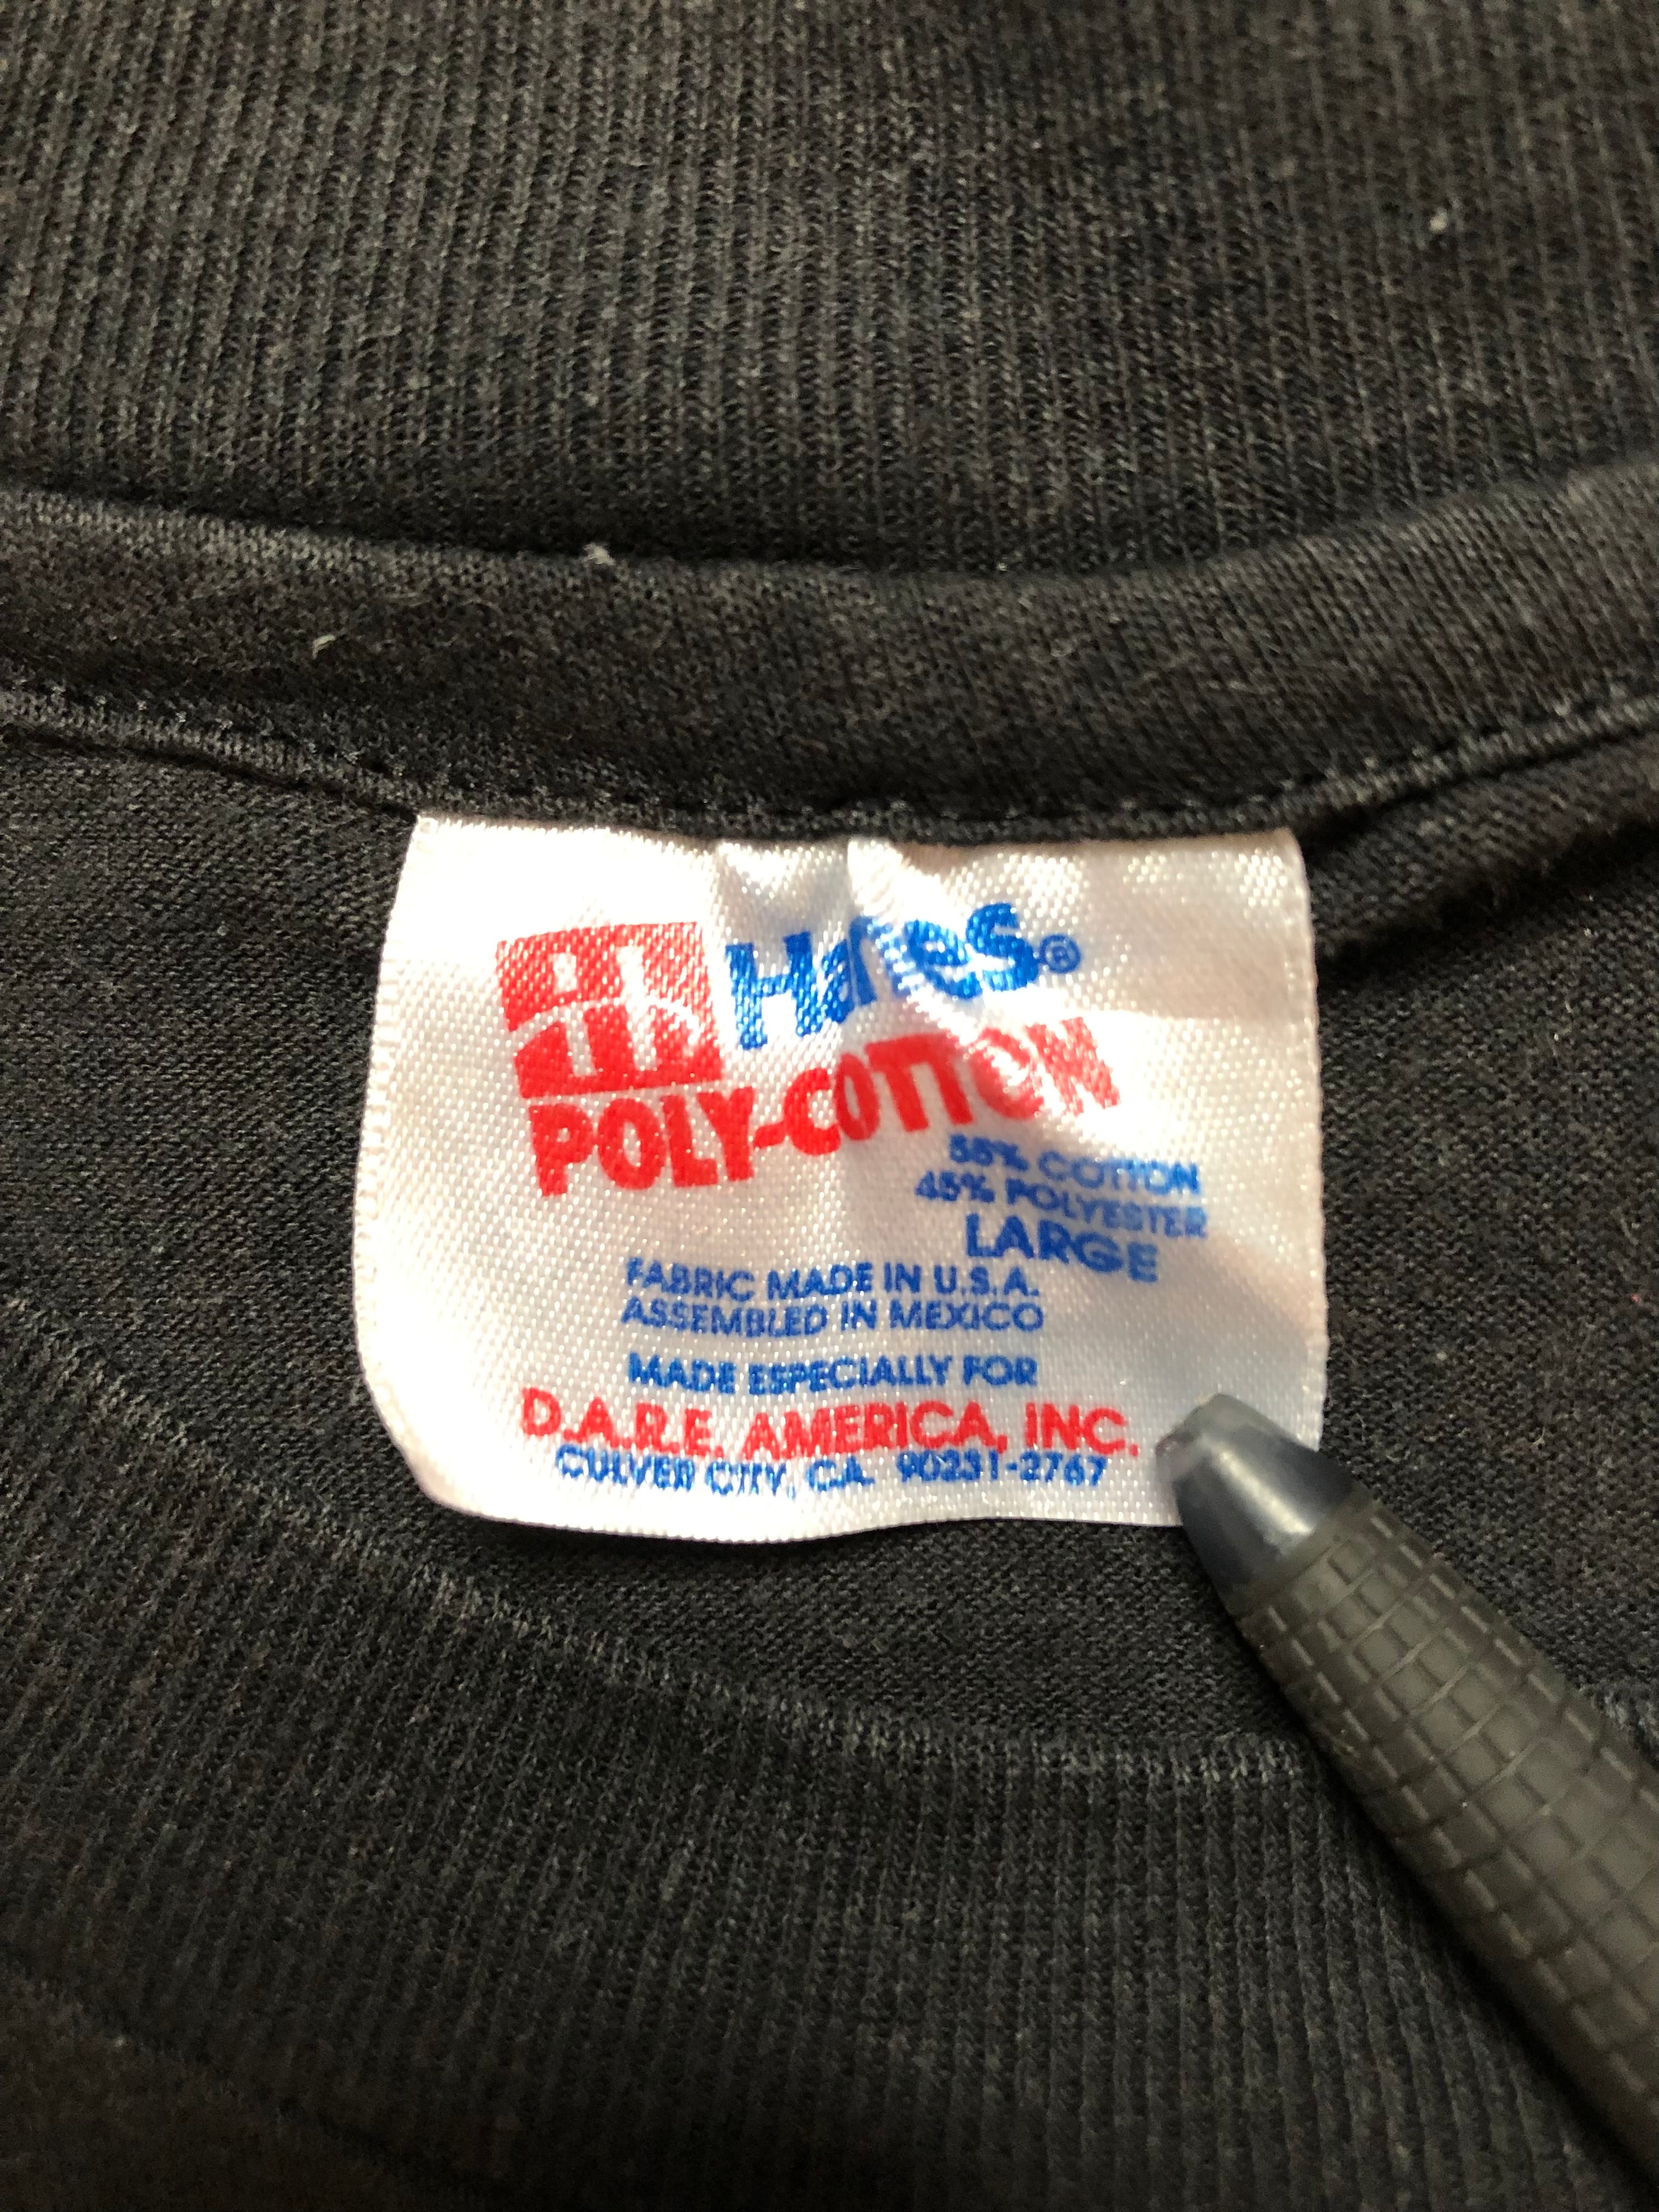 Hanes®
POLY-COTTON
55% COTTON
45% POLYESTER
LARGE
FABRIC MADE IN U.S.A.
ASSEMBLED IN MEXICO
MADE ESPECIALLY FOR
D.A.R.E. AMERICA, INC.
CULVER CITY, CA. 90231-2767